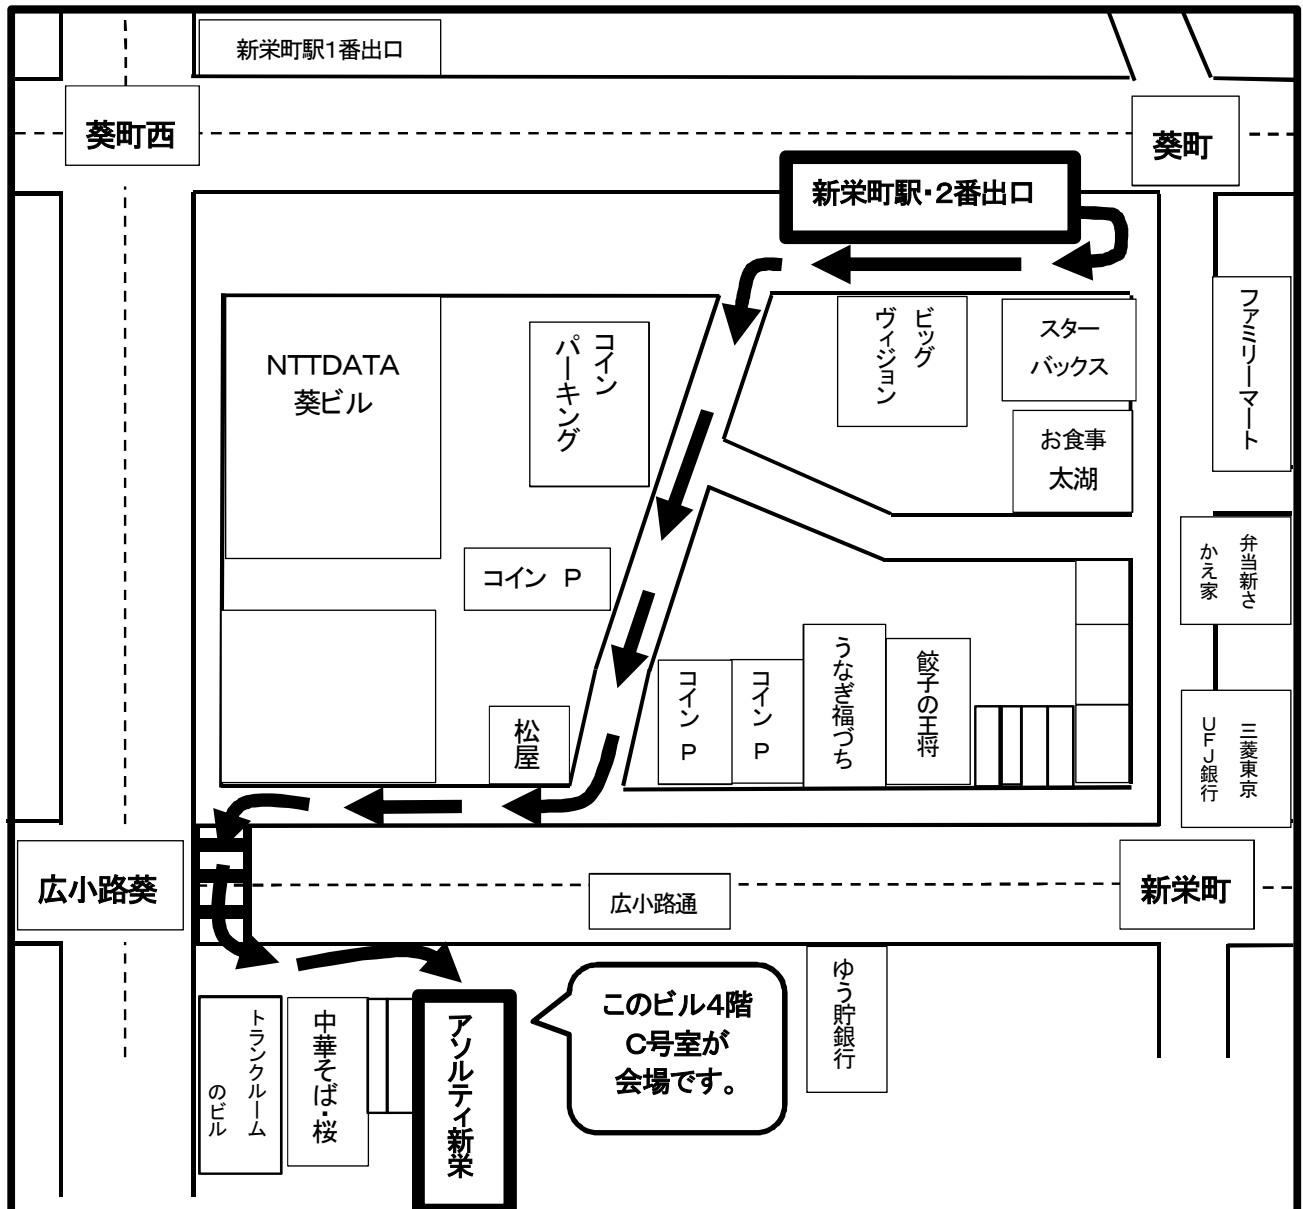 新栄町駅1番出口
葵町西
葵町
新栄町駅・2番出口
NTTDATA
葵ビル
コイン
パーキング
ビッグ
ヴィジョン
スター
バックス
お食事
太湖
ファミリーマート
コイン P
弁当新さ
かえ家
松屋
コイン P
コイン P
うなぎ福づち
餃子の王将
三菱東京
UFJ銀行
広小路葵
広小路通
新栄町
トランクルーム
のビル
中華そば・桜
アソルティ新栄
このビル4階
C号室が
会場です。
ゆう貯銀行